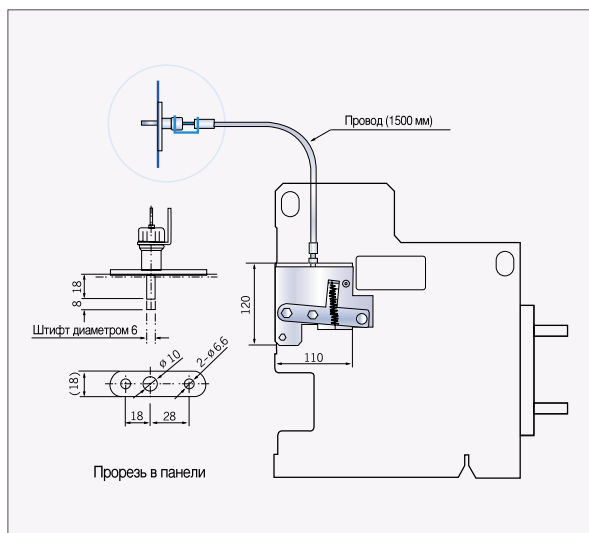 Провод (1500 мм)
18
8
120
Штифт диаметром 6
110
ø 10
2-ø6.6
(18)
18
28
Прорезь в панели